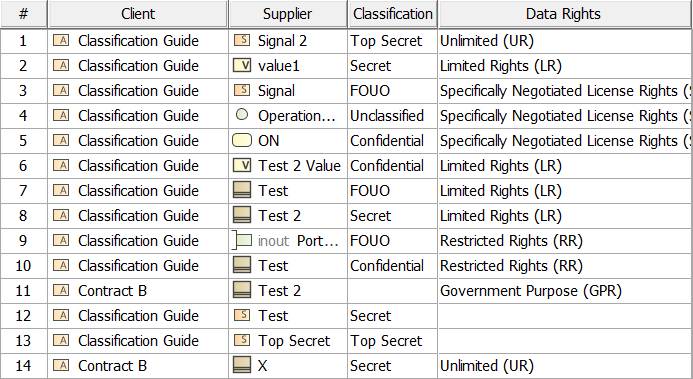 # Client Supplier Classification Data Rights
1 A Classification Guide S Signal 2 Top Secret Unlimited (UR)
2 A Classification Guide V value1 Secret Limited Rights (LR)
3 A Classification Guide S Signal FOUO Specifically Negotiated License Rights (S
4 A Classification Guide Operation... Unclassified Specifically Negotiated License Rights (S
5 A Classification Guide ON Confidential Specifically Negotiated License Rights (S
6 A Classification Guide V Test 2 Value Confidential Limited Rights (LR)
7 A Classification Guide Test FOUO Limited Rights (LR)
8 A Classification Guide Test 2 Secret Limited Rights (LR)
9 A Classification Guide inout Port... FOUO Restricted Rights (RR)
10 A Classification Guide Test Confidential Restricted Rights (RR)
11 A Contract B Test 2 Government Purpose (GPR)
12 A Classification Guide S Test Secret
13 A Classification Guide S Top Secret Top Secret
14 A Contract B X Secret Unlimited (UR)